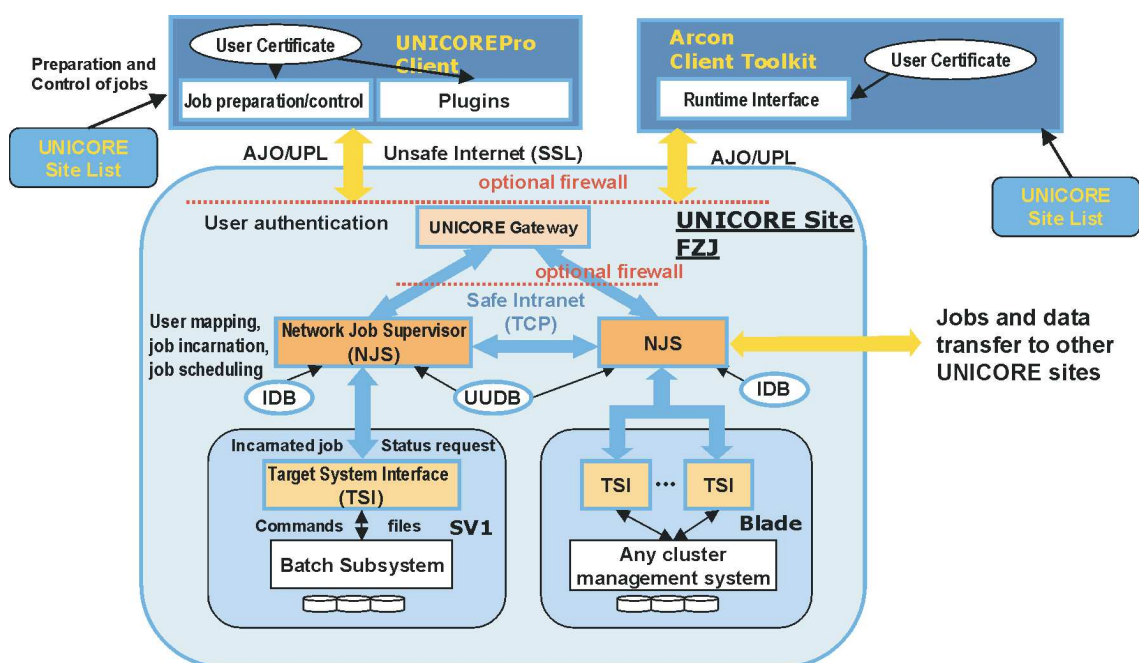 User Certificate
UNICOREPro
Client
Arcon
Client Toolkit
User Certificate
Preparation and
Control of jobs
Job preparation/control
Plugins
Runtime Interface
UNICORE
Site List
AJO/UPL
Unsafe Internet (SSL)
AJO/UPL
UNICORE
Site List
optional firewall
User authentication
UNICORE Gateway
UNICORE Site
FZJ
optional firewall
Safe Intranet
(TCP)
User mapping,
job incarnation,
job scheduling
Network Job Supervisor
(NJS)
NJS
Jobs and data
transfer to other
UNICORE sites
IDB
UUDB
IDB
Incarnated job
Status request
Target System Interface
(TSI)
TSI
...
TSI
Commands
files
SV1
Blade
Batch Subsystem
Any cluster
management system